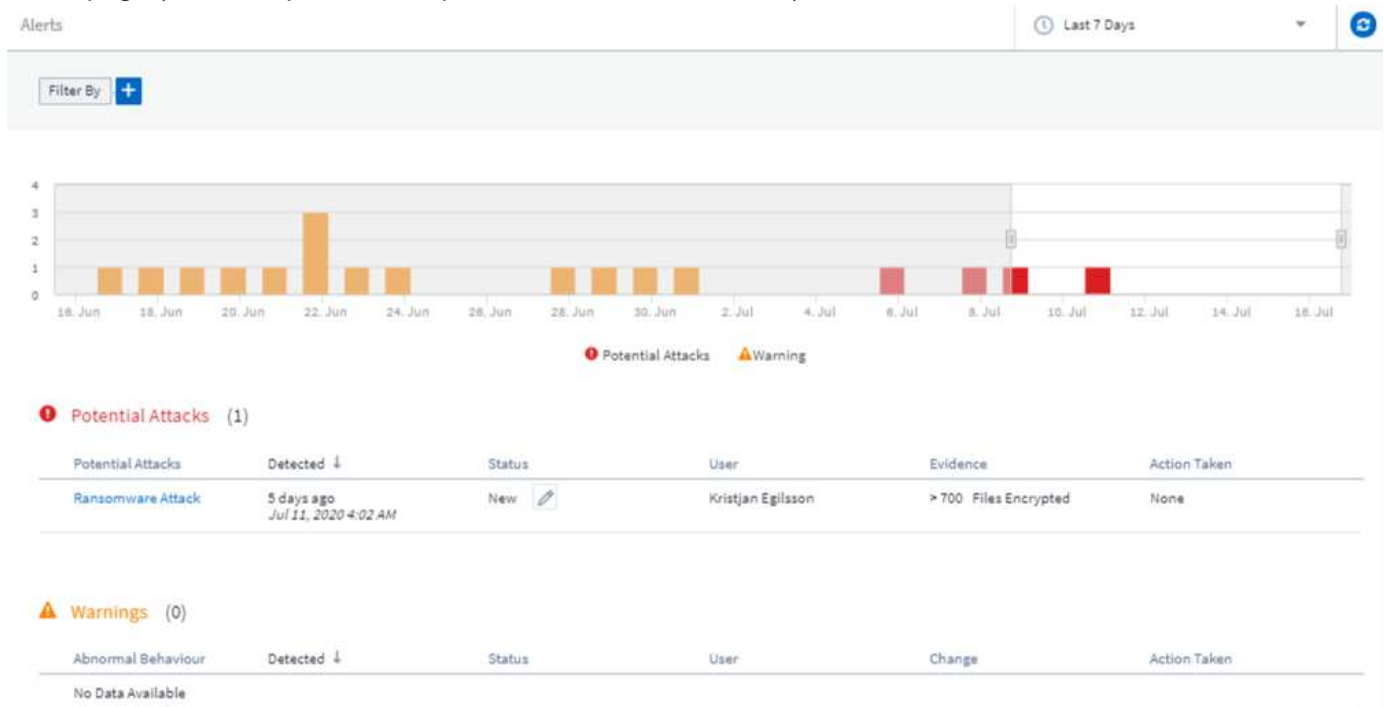 Alerts
Last 7 Days
Filter By +
4
3
2
1
0
16. Jun 18. Jun 20. Jun 22. Jun 24. Jun 26. Jun 28. Jun 30. Jun 2. Jul 4. Jul 6. Jul 8. Jul 10. Jul 12. Jul 14. Jul 16. Jul
Potential Attacks Warning
Potential Attacks (1)
Potential Attacks Detected ↓ Status User Evidence Action Taken
Ransomware Attack 5 days ago New Kristjan Egilsson > 700 Files Encrypted None
Jul 11, 2020 4:02 AM
Warnings (0)
Abnormal Behaviour Detected ↓ Status User Change Action Taken
No Data Available